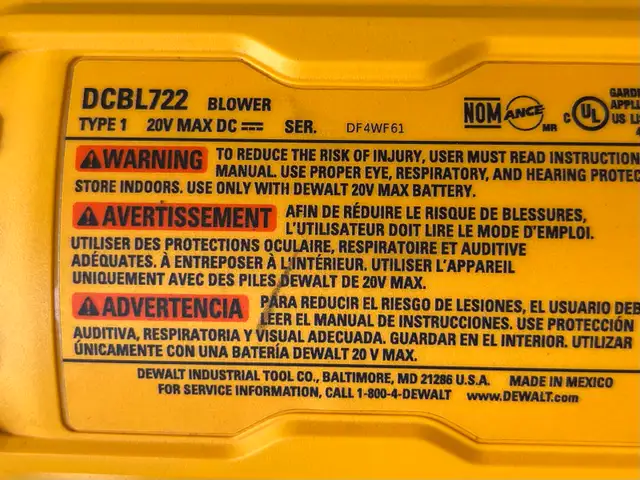 DCBL722 BLOWER
TYPE 1 20V MAX DC SER. DF4WF61
NOM ANCE MR C UL US
WARNING TO REDUCE THE RISK OF INJURY, USER MUST READ INSTRUCTION
MANUAL. USE PROPER EYE, RESPIRATORY, AND HEARING PROTEC
STORE INDOORS. USE ONLY WITH DEWALT 20V MAX BATTERY.
AVERTISSEMENT AFIN DE RÉDUIRE LE RISQUE DE BLESSURES,
L'UTILISATEUR DOIT LIRE LE MODE D'EMPLOI.
UTILISER DES PROTECTIONS OCULAIRE, RESPIRATOIRE ET AUDITIVE
ADÉQUATES. À ENTREPOSER À L'INTÉRIEUR. UTILISER L'APPAREIL
UNIQUEMENT AVEC DES PILES DEWALT DE 20V MAX.
ADVERTENCIA PARA REDUCIR EL RIESGO DE LESIONES, EL USUARIO DEB
LEER EL MANUAL DE INSTRUCCIONES. USE PROTECCIÓN
AUDITIVA, RESPIRATORIA Y VISUAL ADECUADA. GUARDAR EN EL INTERIOR. UTILIZAR
ÚNICAMENTE CON UNA BATERÍA DEWALT 20 V MAX.
DEWALT INDUSTRIAL TOOL CO., BALTIMORE, MD 21286 U.S.A. MADE IN MEXICO
FOR SERVICE INFORMATION, CALL 1-800-4-DEWALT www.DEWALT.com